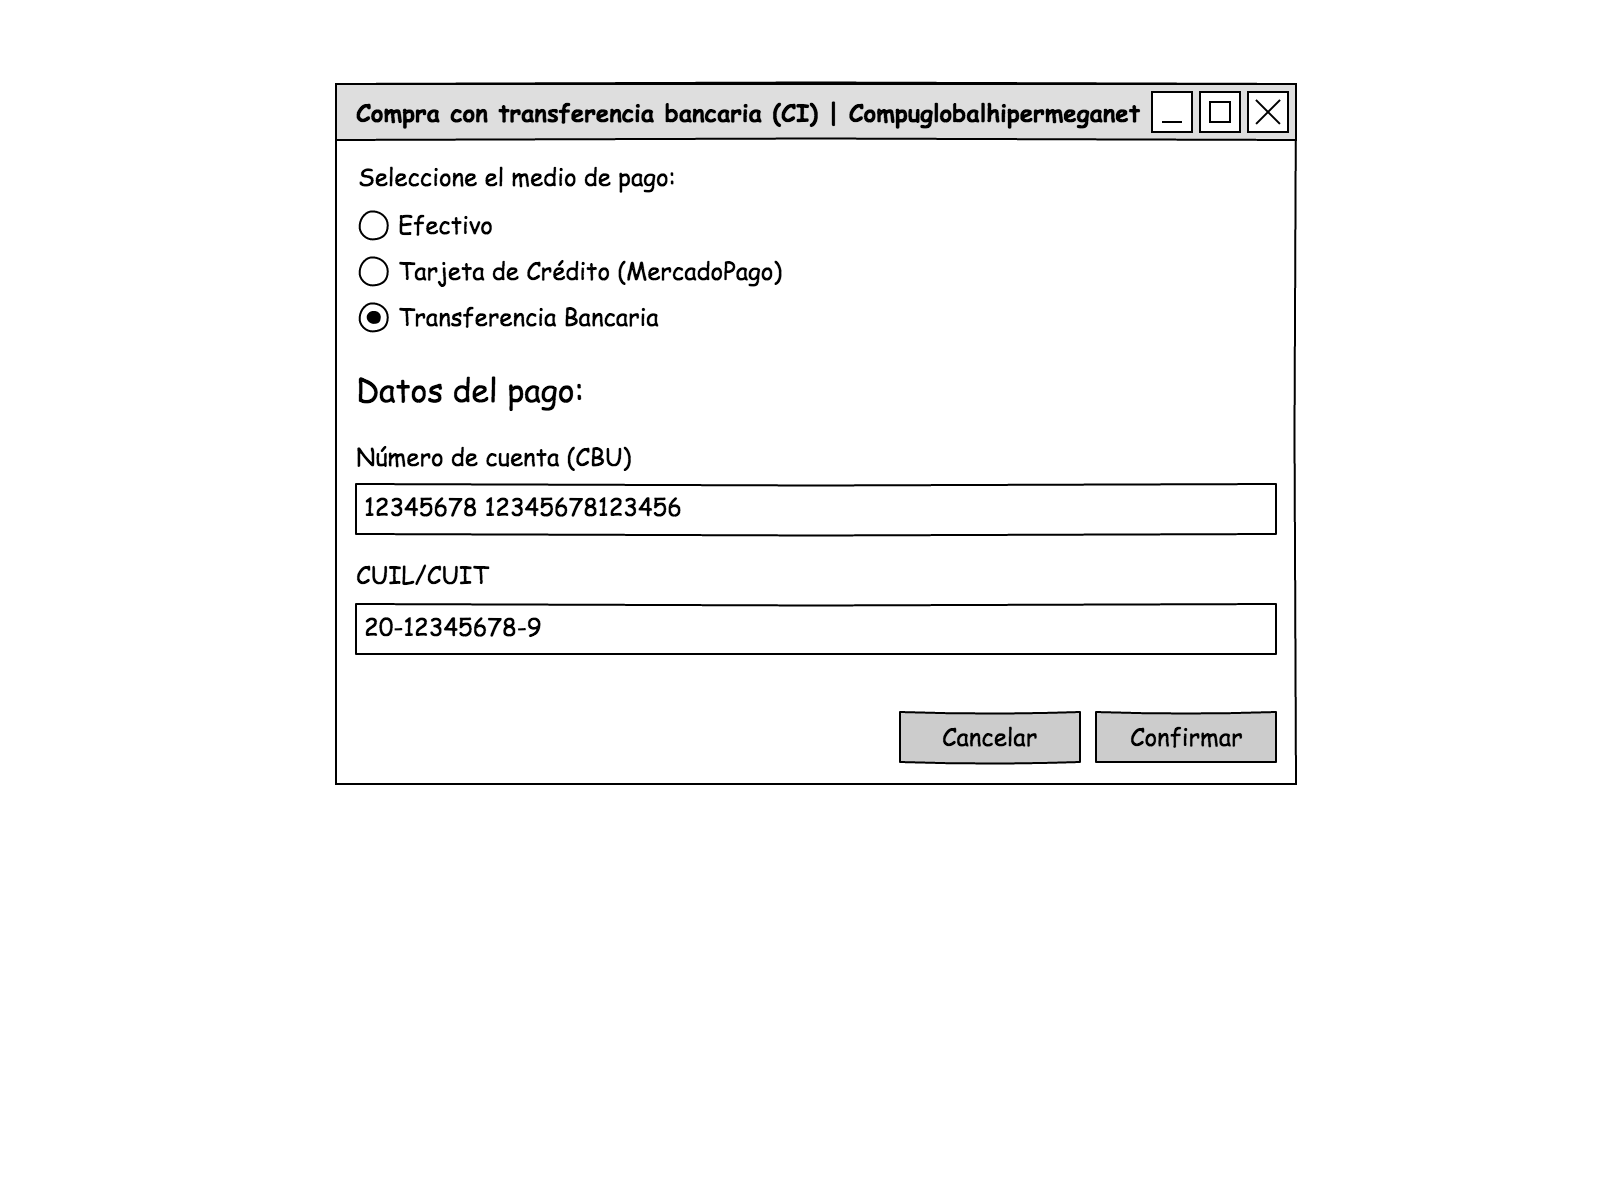 Compra con transferencia bancaria (CI) | Compuglobalhipermeganet
Seleccione el medio de pago:
Efectivo
Tarjeta de Crédito (MercadoPago)
Transferencia Bancaria
Datos del pago:
Número de cuenta (CBU)
12345678 12345678123456
CUIL/CUIT
20-12345678-9
Cancelar Confirmar